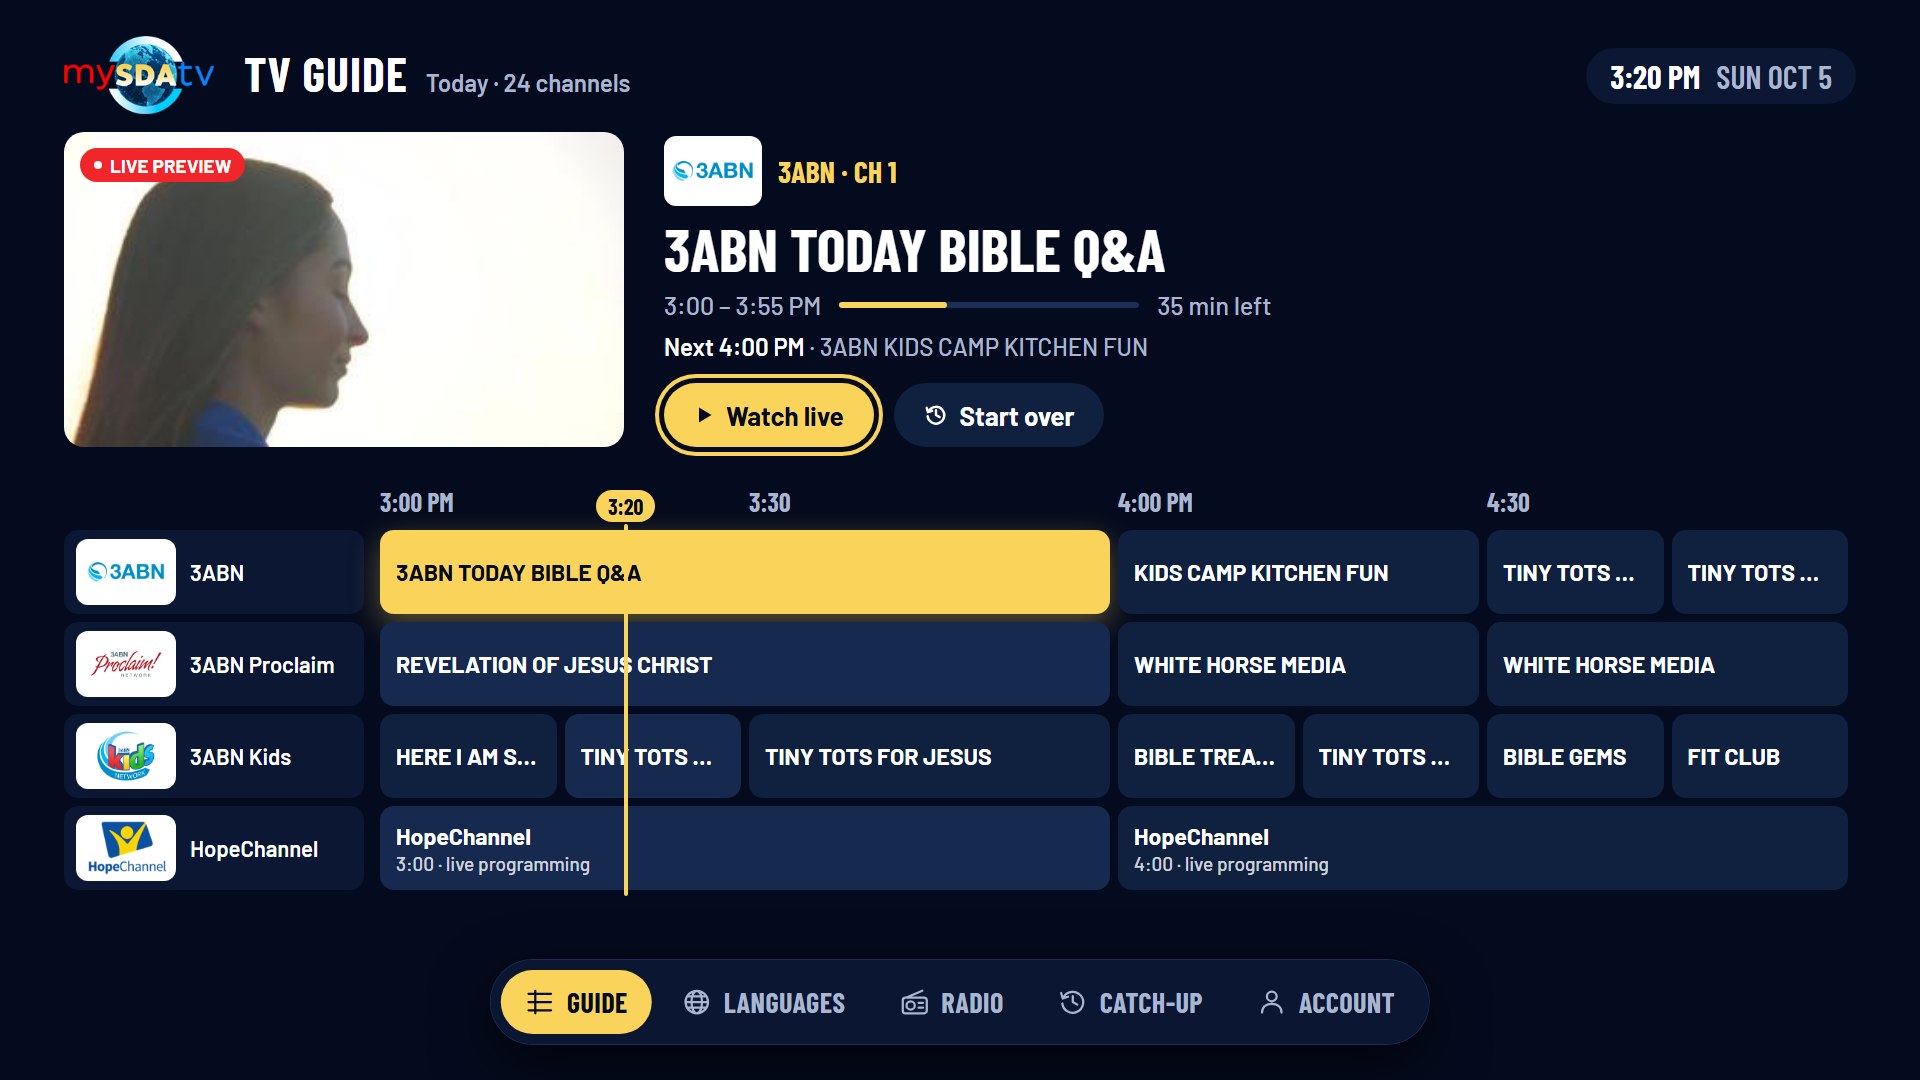 mySDAtv
TV GUIDE Today · 24 channels
3:20 PM SUN OCT 5
LIVE PREVIEW
3ABN
3ABN · CH 1
3ABN TODAY BIBLE Q&A
3:00 – 3:55 PM 35 min left
Next 4:00 PM · 3ABN KIDS CAMP KITCHEN FUN
Watch live Start over
3:00 PM 3:20 3:30 4:00 PM 4:30
3ABN 3ABN 3ABN TODAY BIBLE Q&A KIDS CAMP KITCHEN FUN TINY TOTS ... TINY TOTS ...
3ABN Proclaim! NETWORK 3ABN Proclaim REVELATION OF JESUS CHRIST WHITE HORSE MEDIA WHITE HORSE MEDIA
3ABN kids NETWORK 3ABN Kids HERE I AM S... TINY TOTS ... TINY TOTS FOR JESUS BIBLE TREA... TINY TOTS ... BIBLE GEMS FIT CLUB
HopeChannel HopeChannel HopeChannel HopeChannel
3:00 · live programming 4:00 · live programming
GUIDE LANGUAGES RADIO CATCH-UP ACCOUNT